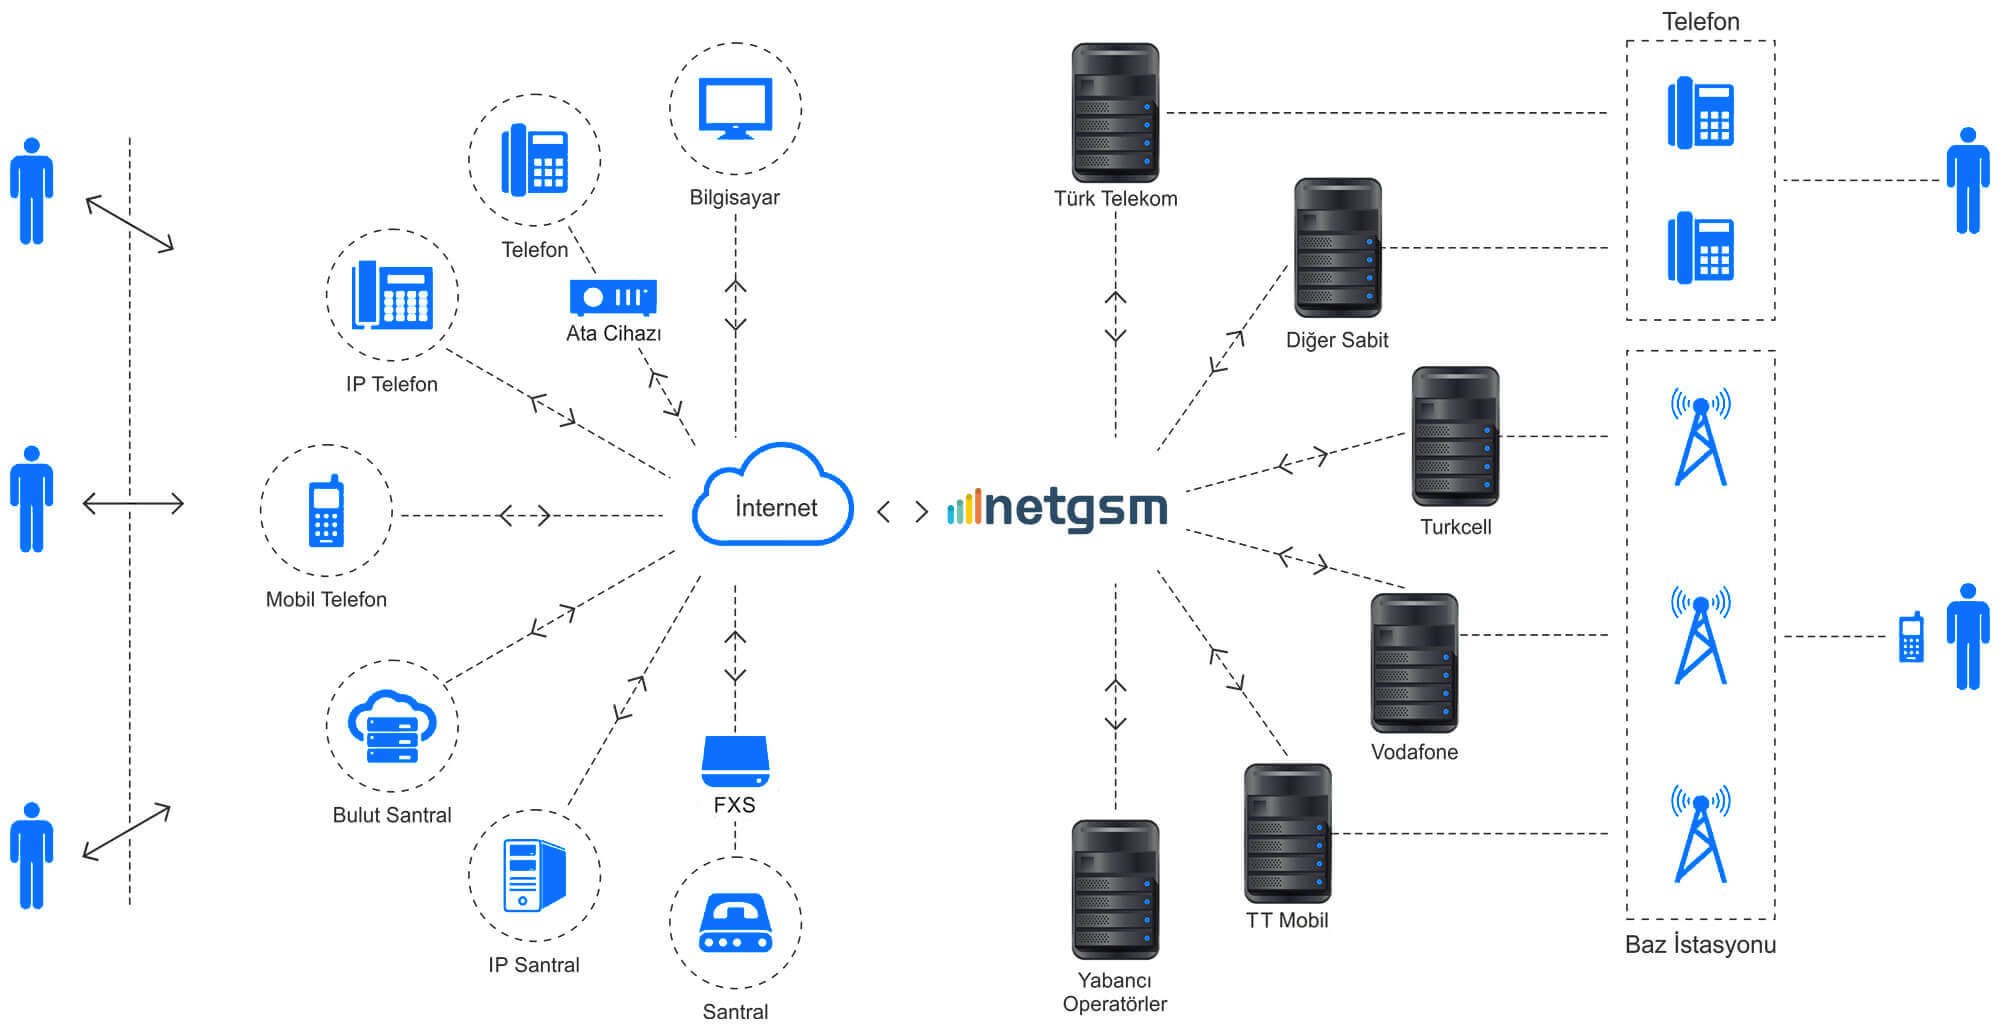 Telefon
Bilgisayar
Türk Telekom
Telefon
Ata Cihazı
Diğer Sabit
IP Telefon
İnternet
netgsm
Turkcell
Mobil Telefon
Vodafone
FXS
Bulut Santral
TT Mobil
Baz İstasyonu
IP Santral
Yabancı
Operatörler
Santral